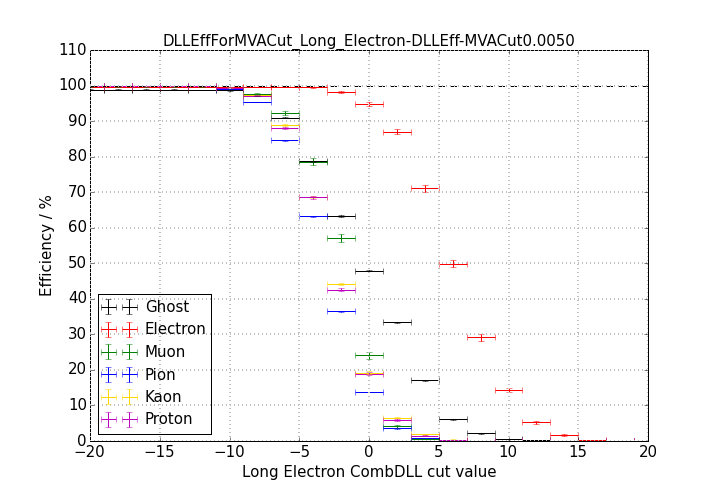 DLLEffForMVACut_Long_Electron-DLLEff-MVACut0.0050
110
100
90
80
70
60
50
40
30
20
10
0
Efficiency / %
Ghost
Electron
Muon
Pion
Kaon
Proton
−20 −15 −10 −5 0 5 10 15 20
Long Electron CombDLL cut value